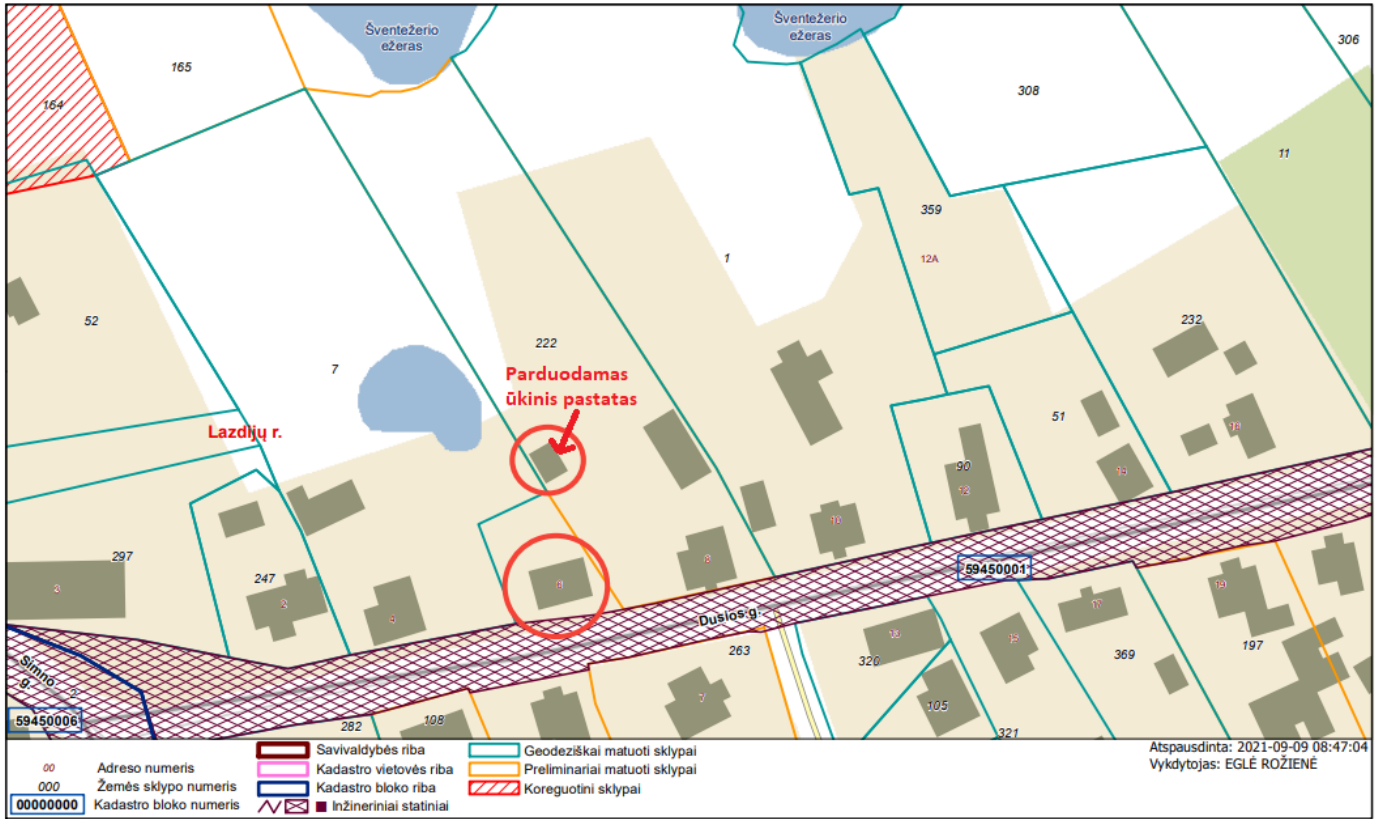 Šventežerio
ežeras
Šventežerio
ežeras
306
165
308
164
11
359
12A
1
52
232
222
7
Parduodamas
ūkinis pastatas
51
Lazdijų r.
18
90
12
14
10
297
247
3
2
4
6
8
59450001
Dusios g.
13
15
17
19
263
320
369
197
Simno
g.
2
7
105
59450006
282
108
321
Savivaldybės riba
Geodeziškai matuoti sklypai
Atspausdinta: 2021-09-09 08:47:04
00
Adreso numeris
Kadastro vietovės riba
Preliminariai matuoti sklypai
Vykdytojas: EGLĖ ROŽIENĖ
000
Žemės sklypo numeris
Kadastro bloko riba
Koreguotini sklypai
00000000
Kadastro bloko numeris
Inžineriniai statiniai